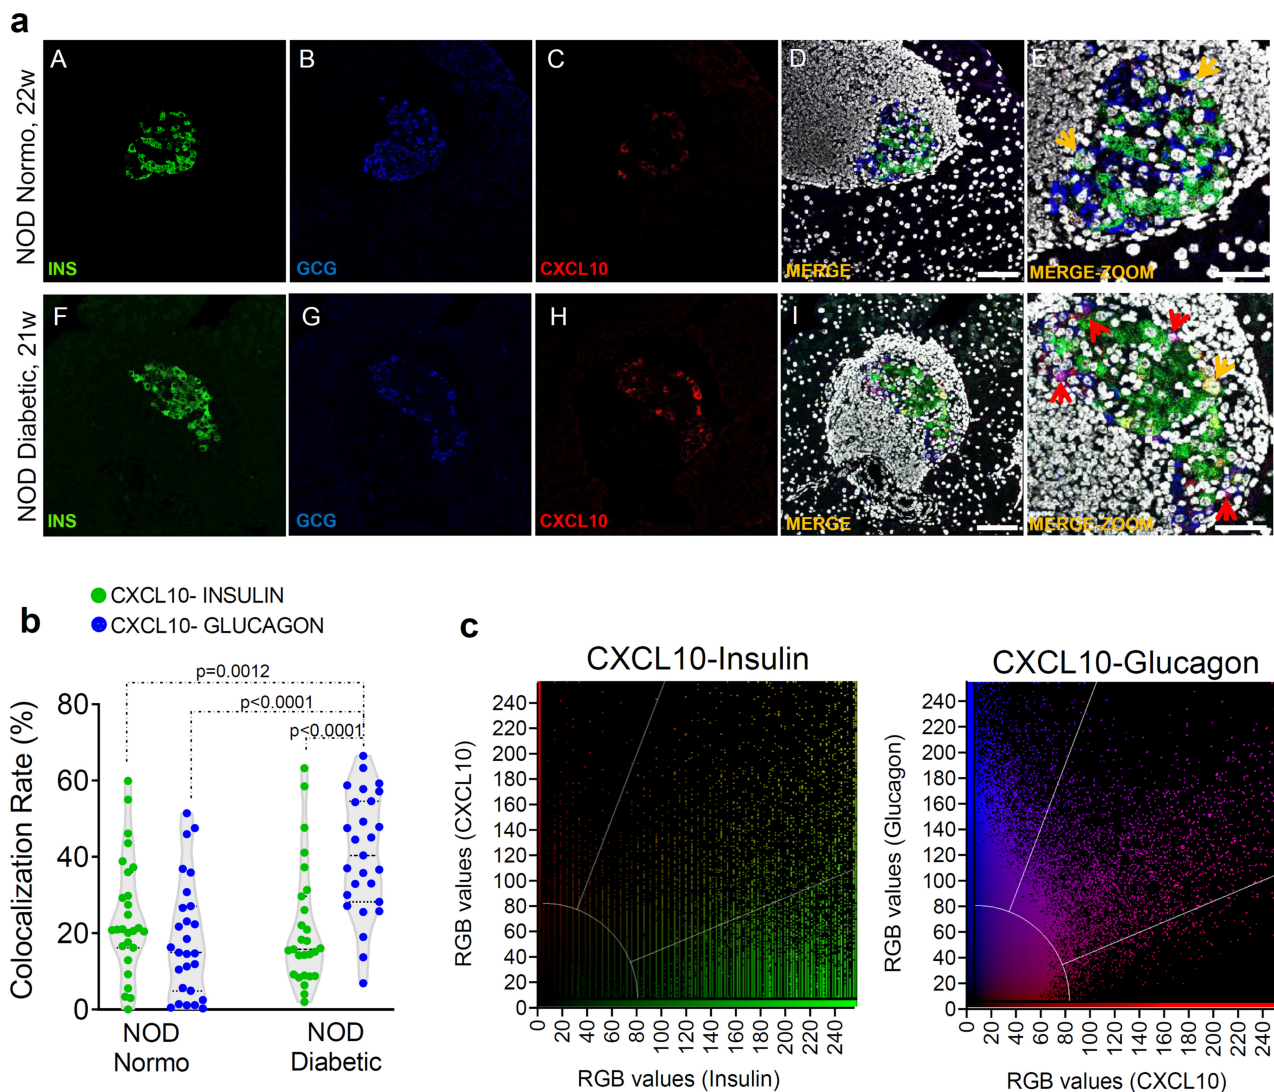 a
NOD Normo, 22w
A
INS
B
GCG
C
CXCL10
D
MERGE
E
MERGE-ZOOM
NOD Diabetic, 21w
F
INS
G
GCG
H
CXCL10
I
MERGE
MERGE-ZOOM
b
CXCL10- INSULIN
CXCL10- GLUCAGON
p=0.0012
p<0.0001
p<0.0001
Colocalization Rate (%)
80
60
40
20
0
NOD
Normo
NOD
Diabetic
c
CXCL10-Insulin
RGB values (CXCL10)
240
220
200
180
160
140
120
100
80
60
40
20
0
0 20 40 60 80 100 120 140 160 180 200 220 240
RGB values (Insulin)
CXCL10-Glucagon
RGB values (Glucagon)
240
220
200
180
160
140
120
100
80
60
40
20
0
0 20 40 60 80 100 120 140 160 180 200 220 240
RGB values (CXCL10)